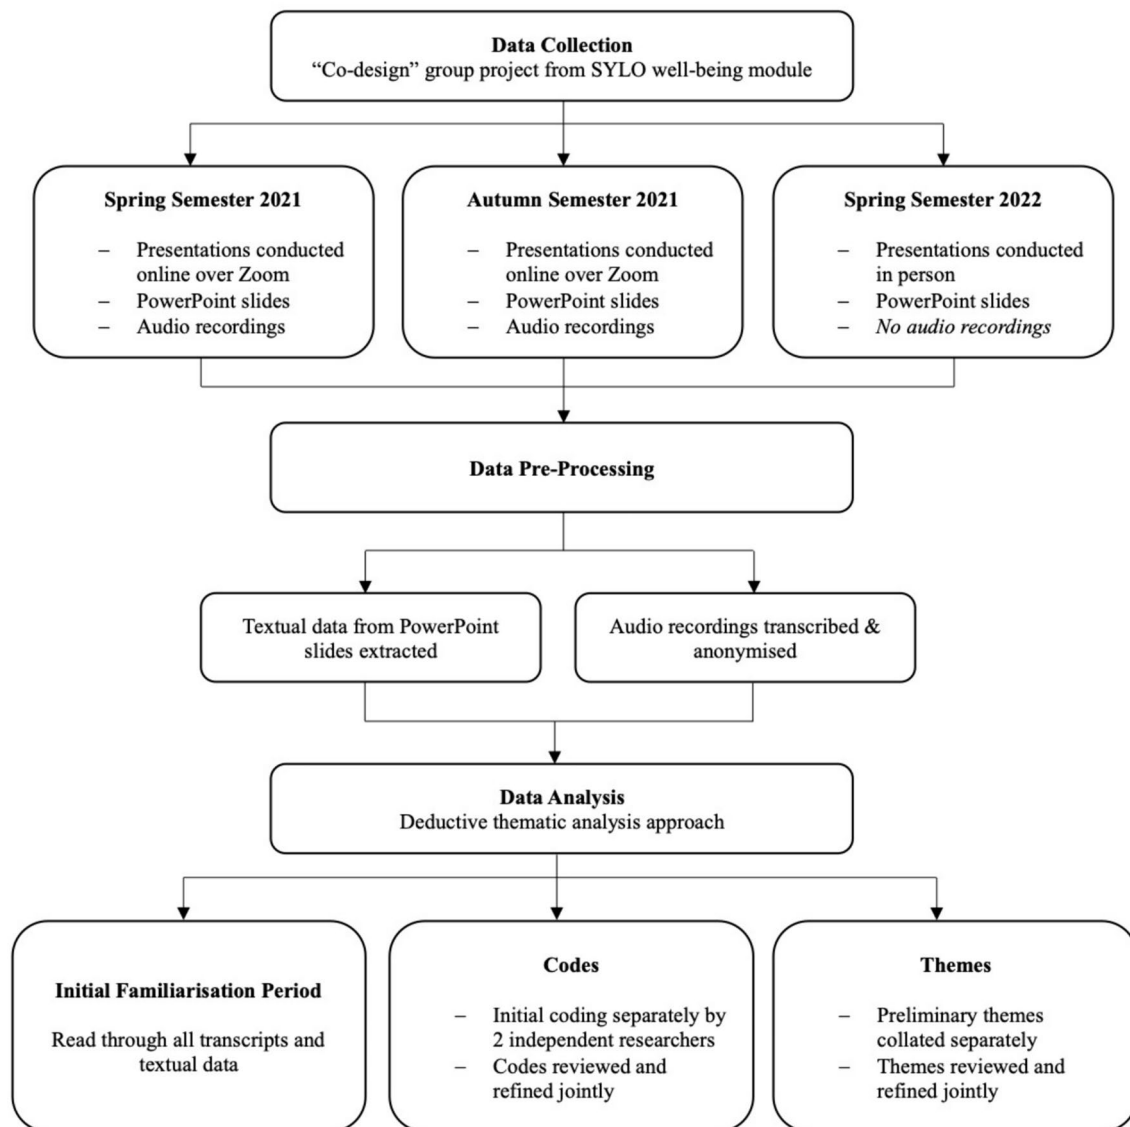 Data Collection
“Co-design” group project from SYLO well-being module
Spring Semester 2021
– Presentations conducted
online over Zoom
– PowerPoint slides
– Audio recordings
Autumn Semester 2021
– Presentations conducted
online over Zoom
– PowerPoint slides
– Audio recordings
Spring Semester 2022
– Presentations conducted
in person
– PowerPoint slides
– No audio recordings
Data Pre-Processing
Textual data from PowerPoint
slides extracted
Audio recordings transcribed &
anonymised
Data Analysis
Deductive thematic analysis approach
Initial Familiarisation Period
Read through all transcripts and
textual data
Codes
– Initial coding separately by
2 independent researchers
– Codes reviewed and
refined jointly
Themes
– Preliminary themes
collated separately
– Themes reviewed and
refined jointly